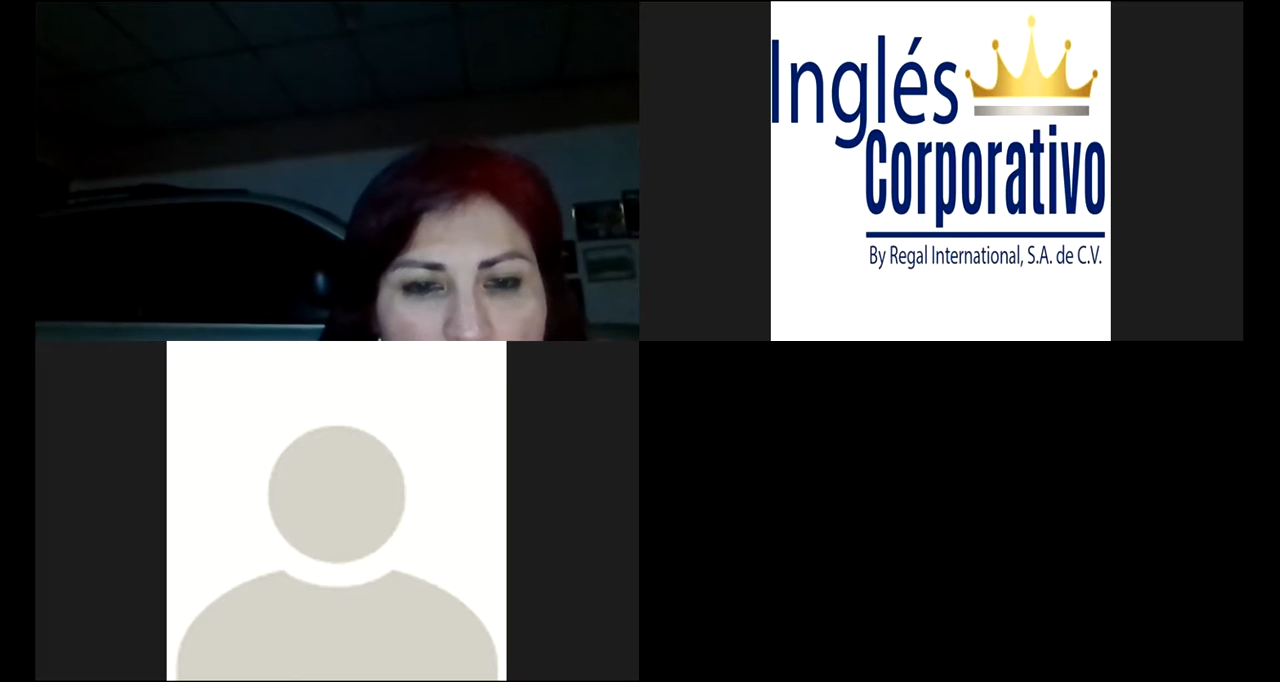 Inglés
Corporativo
By Regal International, S.A. de C.V.